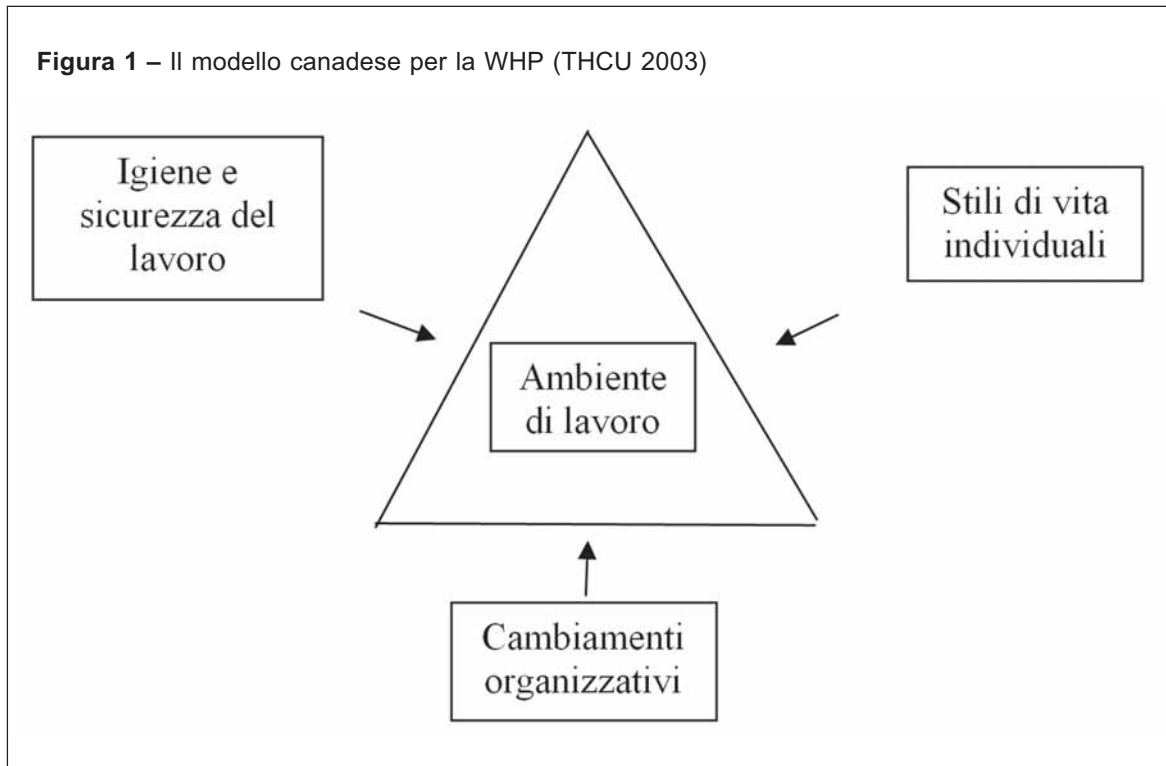 Figura 1 – Il modello canadese per la WHP (THCU 2003)
Igiene e
sicurezza del
lavoro
Stili di vita
individuali
Ambiente
di lavoro
Cambiamenti
organizzativi